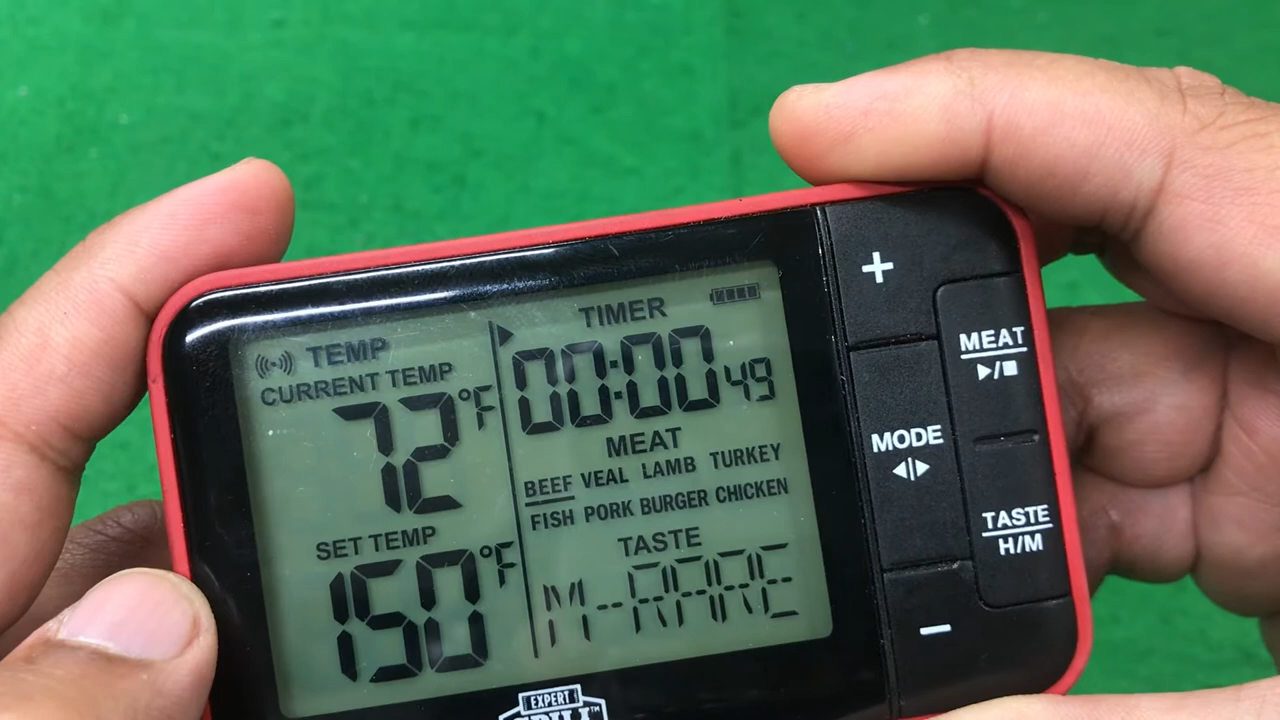 TEMP
CURRENT TEMP
72°F
SET TEMP
150°F
TIMER
00:00 49
MEAT
BEEF VEAL LAMB TURKEY
FISH PORK BURGER CHICKEN
TASTE
M-RARE
+
MODE
MEAT
TASTE
H/M
−
EXPERT
GRILL™